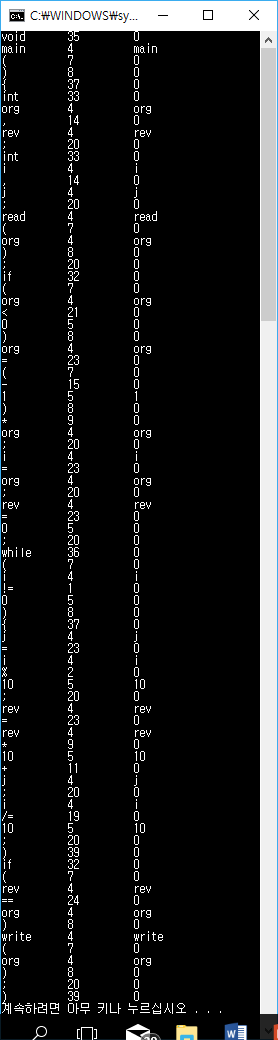 C:₩WINDOWS₩sy...
void 35 0
main 4 main
( 7 0
) 8 0
{ 37 0
int 33 0
org 4 org
, 14 0
rev 4 rev
; 20 0
int 33 0
i 4 i
, 14 0
j 4 j
; 20 0
read 4 read
( 7 0
org 4 org
) 8 0
; 20 0
if 32 0
( 7 0
org 4 org
< 21 0
0 5 0
) 8 0
org 4 org
= 23 0
( 7 0
- 15 0
1 5 1
) 8 0
* 9 0
org 4 org
; 20 0
i 4 i
= 23 0
org 4 org
; 20 0
rev 4 rev
= 23 0
0 5 0
; 20 0
while 36 0
( 7 0
i 4 i
!= 1 0
0 5 0
) 8 0
{ 37 0
j 4 j
= 23 0
i 4 i
% 2 0
10 5 10
; 20 0
rev 4 rev
= 23 0
rev 4 rev
* 9 0
10 5 10
+ 11 0
j 4 j
; 20 0
i 4 i
/= 19 0
10 5 10
; 20 0
} 39 0
if 32 0
( 7 0
rev 4 rev
== 24 0
org 4 org
) 8 0
write 4 write
( 7 0
org 4 org
) 8 0
; 20 0
} 39 0
계속하려면 아무 키나 누르십시오 . . .